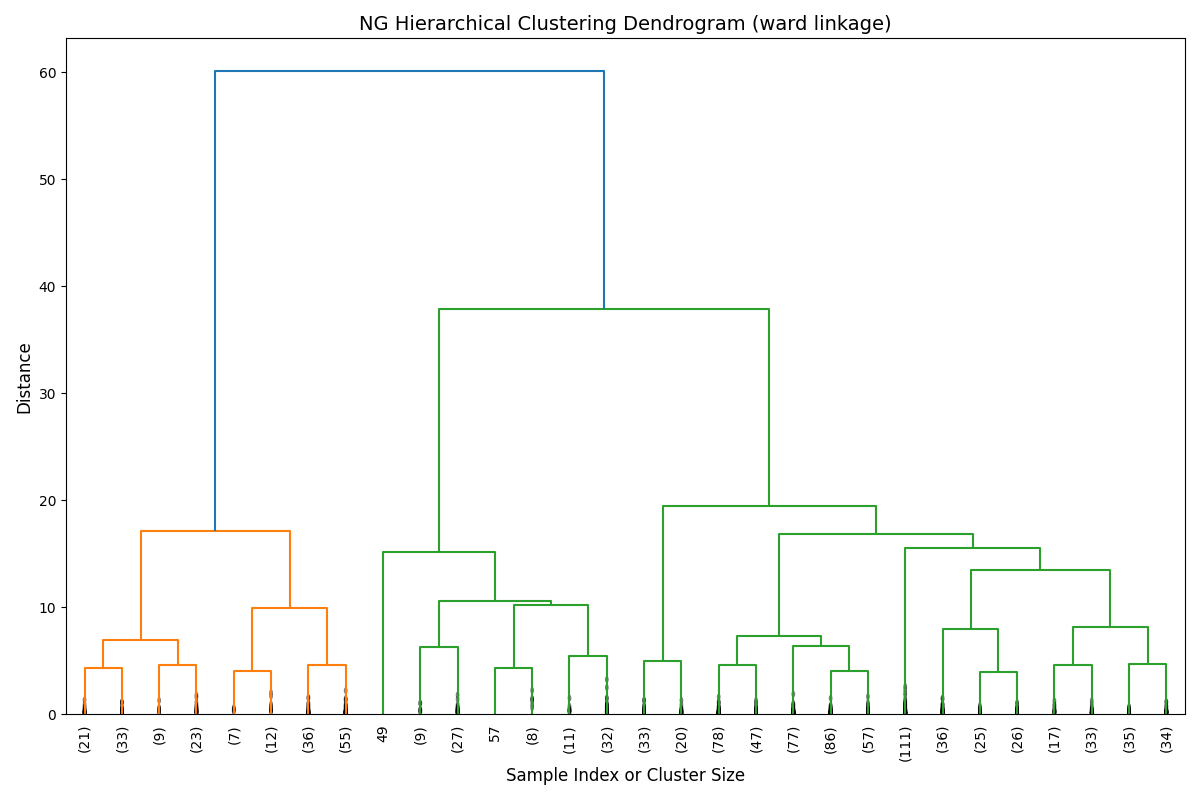 NG Hierarchical Clustering Dendrogram (ward linkage)
60
50
40
30
20
10
0
Distance
(21) (33) (9) (23) (7) (12) (36) (55) 49 (9) (27) 57 (8) (11) (32) (33) (20) (78) (47) (77) (86) (57) (111) (36) (25) (26) (17) (33) (35) (34)
Sample Index or Cluster Size